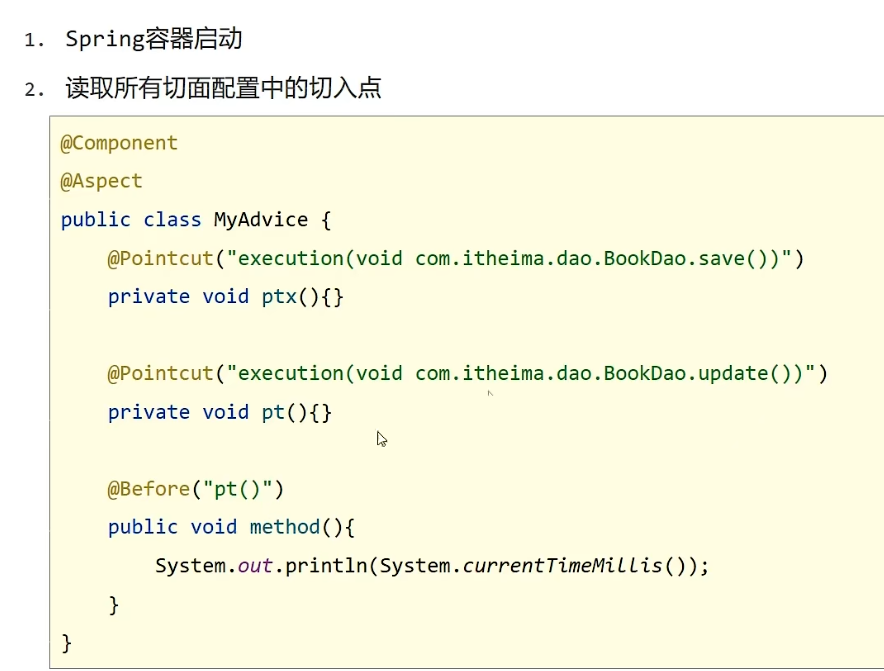 1. Spring容器启动
2. 读取所有切面配置中的切入点
@Component
@Aspect
public class MyAdvice {
    @Pointcut("execution(void com.itheima.dao.BookDao.save())")
    private void ptx(){}
    @Pointcut("execution(void com.itheima.dao.BookDao.update())")
    private void pt(){}
    @Before("pt()")
    public void method(){
        System.out.println(System.currentTimeMillis());
    }
}